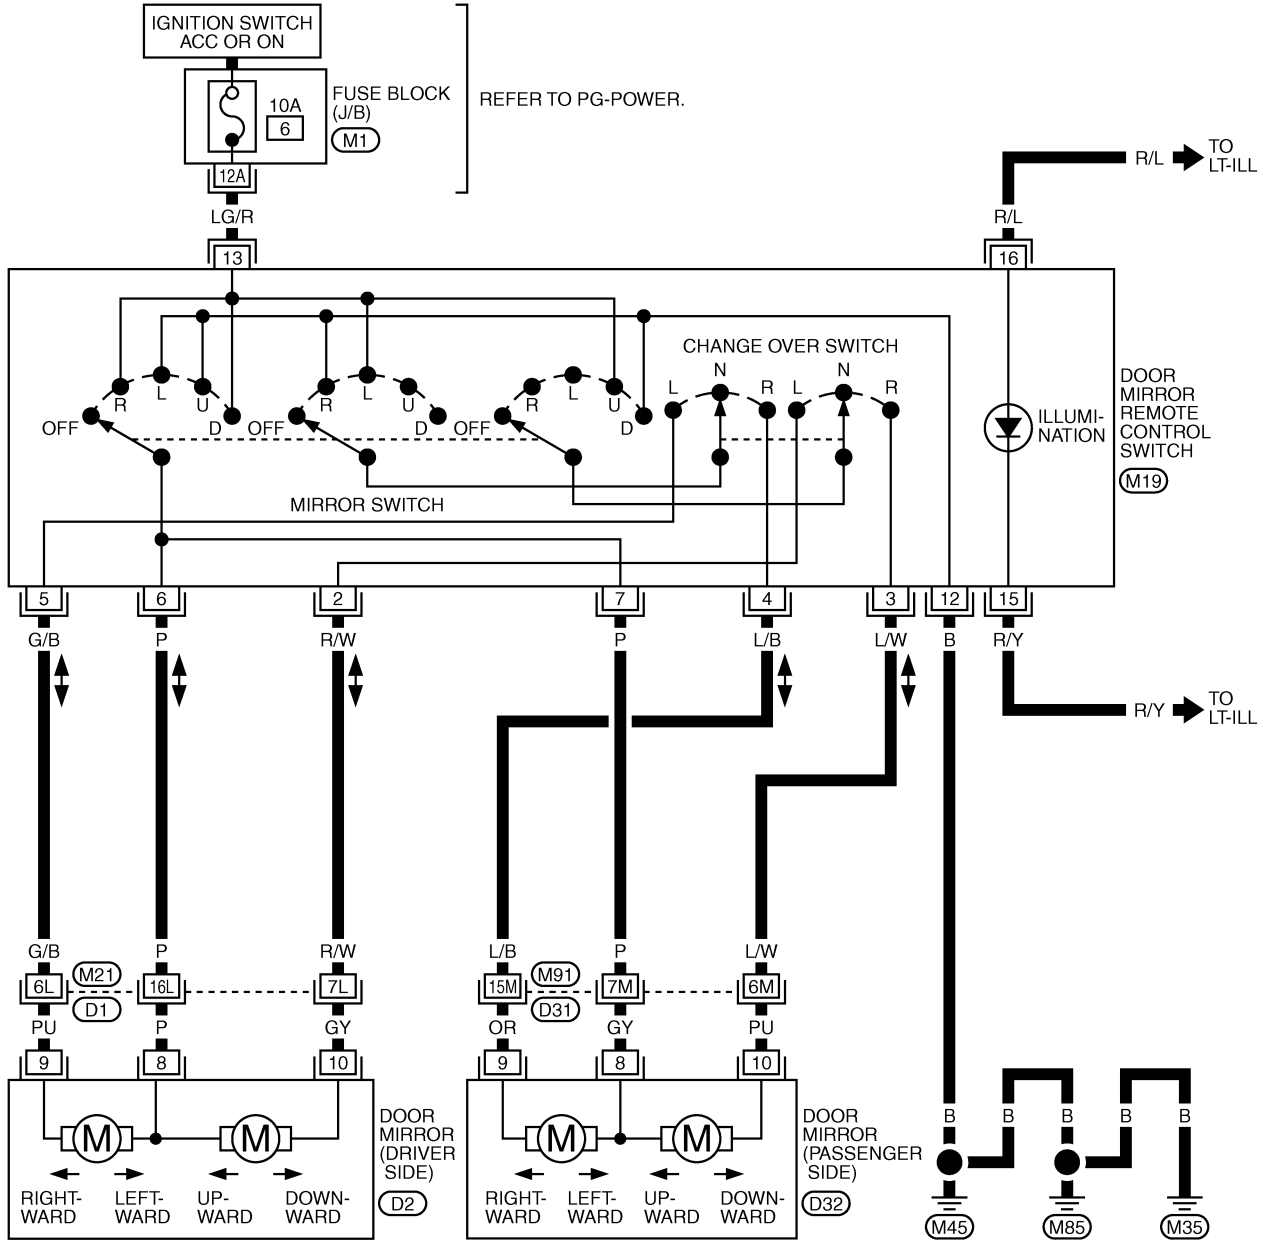 IGNITION SWITCH
ACC OR ON
10A
6
FUSE BLOCK
(J/B)
M1
REFER TO PG-POWER.
12A
LG/R
13
R/L
TO
LT-ILL
R/L
16
CHANGE OVER SWITCH
OFF
R
L
U
D
OFF
R
L
U
D
OFF
R
L
U
D
L
N
R
L
N
R
ILLUMI-
NATION
DOOR
MIRROR
REMOTE
CONTROL
SWITCH
M19
MIRROR SWITCH
5
6
2
7
4
3
12
15
G/B
P
R/W
P
L/B
L/W
B
R/Y
R/Y
TO
LT-ILL
G/B
P
R/W
L/B
P
L/W
6L
M21
16L
7L
15M
M91
7M
6M
D1
D31
PU
P
GY
OR
GY
PU
9
8
10
9
8
10
M
M
M
M
DOOR
MIRROR
(DRIVER
SIDE)
D2
DOOR
MIRROR
(PASSENGER
SIDE)
D32
RIGHT-
WARD
LEFT-
WARD
UP-
WARD
DOWN-
WARD
RIGHT-
WARD
LEFT-
WARD
UP-
WARD
DOWN-
WARD
B
B
B
B
B
M45
M85
M35